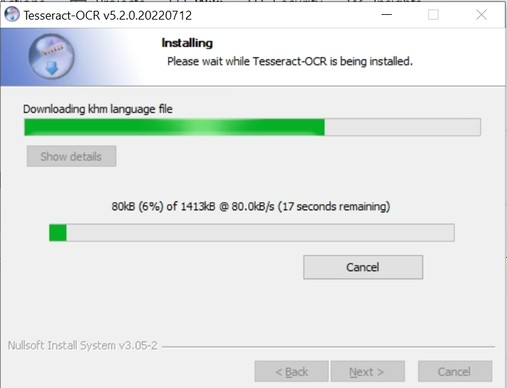 Tesseract-OCR v5.2.0.20220712
Installing
Please wait while Tesseract-OCR is being installed.
Downloading khm language file
Show details
80kB (6%) of 1413kB @ 80.0kB/s (17 seconds remaining)
Cancel
Nullsoft Install System v3.05-2
< Back Next > Cancel